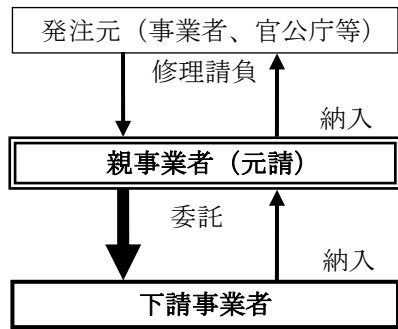 発注元（事業者、官公庁等）
修理請負
納入
親事業者（元請）
委託
納入
下請事業者